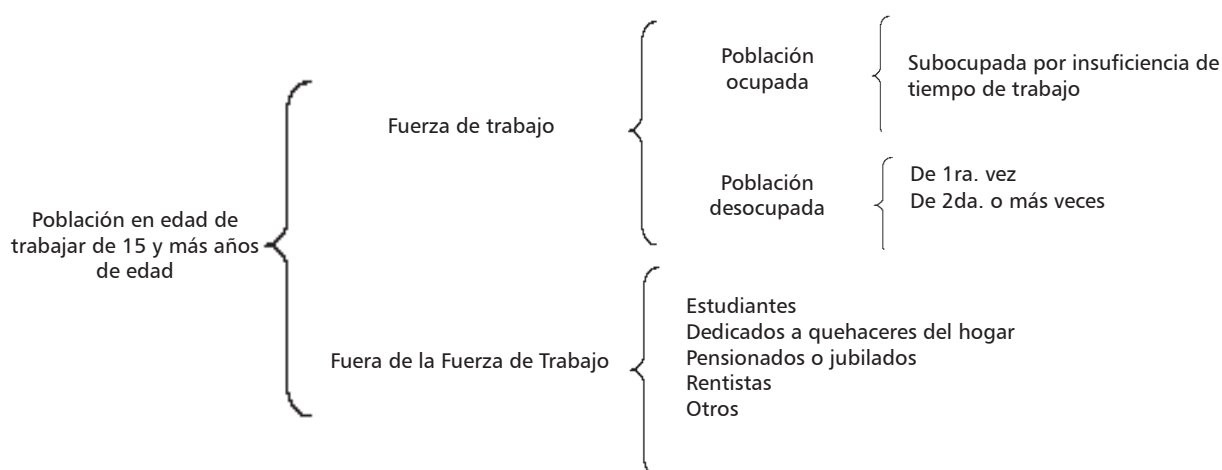 Población en edad de
trabajar de 15 y más años
de edad
Fuerza de trabajo
Población
ocupada
Subocupada por insuficiencia de
tiempo de trabajo
Población
desocupada
De 1ra. vez
De 2da. o más veces
Fuera de la Fuerza de Trabajo
Estudiantes
Dedicados a quehaceres del hogar
Pensionados o jubilados
Rentistas
Otros